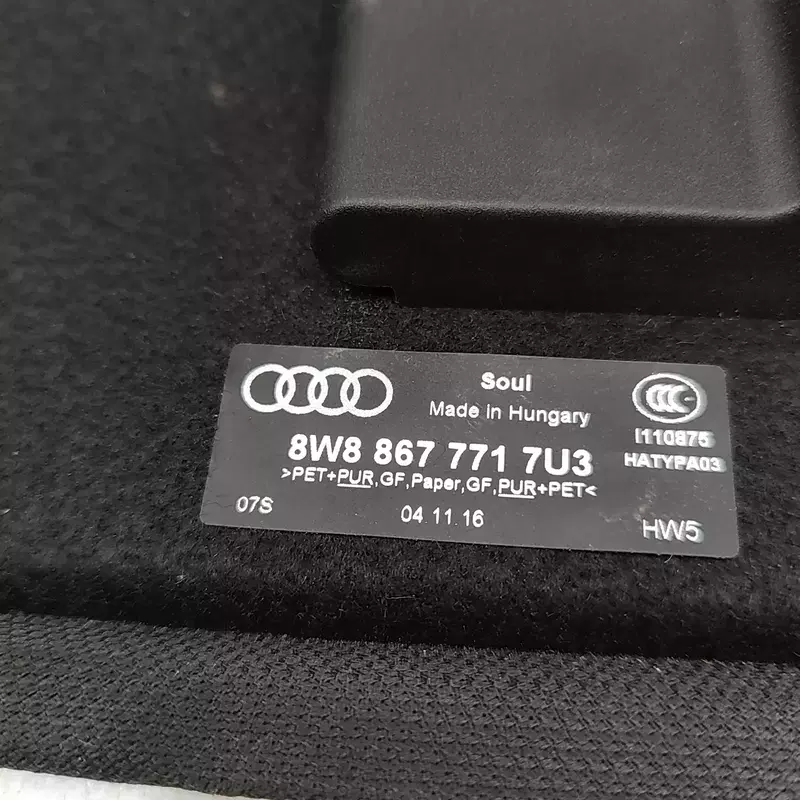 Soul
Made in Hungary
8W8 867 771 7U3
>PET+PUR,GF,Paper,GF,PUR+PET<
07S
04.11.16
I110875
HATYPA03
HW5